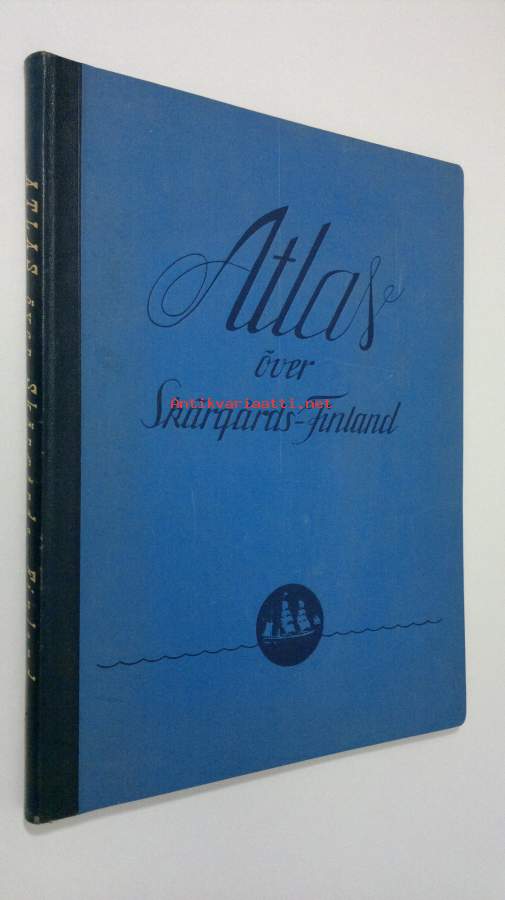 ATLAS över Skärgårds-Finland
Atlas
över
Antikvariaatti.net
Skärgårds-Finland